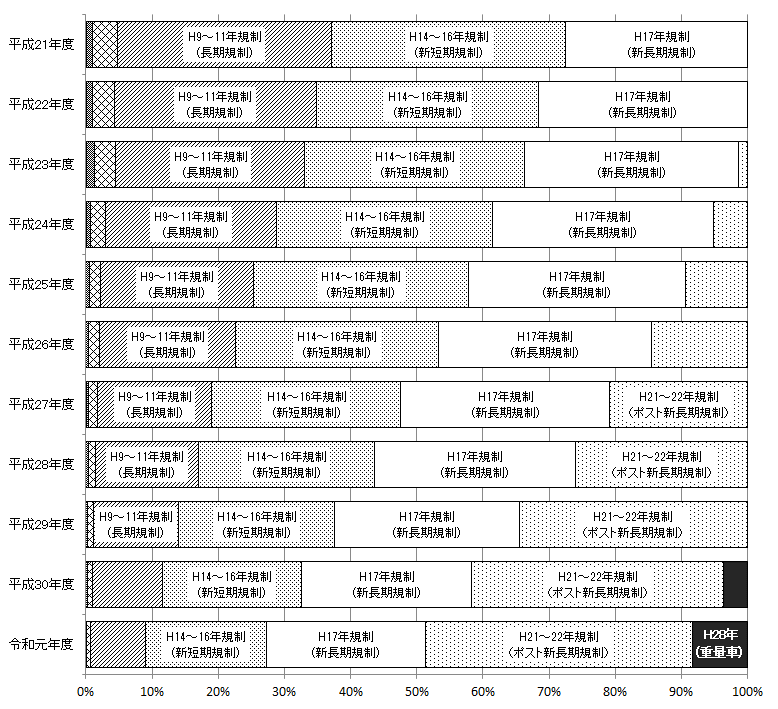 平成21年度 H9～11年規制 H14～16年規制 H17年規制
(長期規制) (新短期規制) (新長期規制)
平成22年度 H9～11年規制 H14～16年規制 H17年規制
(長期規制) (新短期規制) (新長期規制)
平成23年度 H9～11年規制 H14～16年規制 H17年規制
(長期規制) (新短期規制) (新長期規制)
平成24年度 H9～11年規制 H14～16年規制 H17年規制
(長期規制) (新短期規制) (新長期規制)
平成25年度 H9～11年規制 H14～16年規制 H17年規制
(長期規制) (新短期規制) (新長期規制)
平成26年度 H9～11年規制 H14～16年規制 H17年規制
(長期規制) (新短期規制) (新長期規制)
平成27年度 H9～11年規制 H14～16年規制 H17年規制 H21～22年規制
(長期規制) (新短期規制) (新長期規制) (ポスト新長期規制)
平成28年度 H9～11年規制 H14～16年規制 H17年規制 H21～22年規制
(長期規制) (新短期規制) (新長期規制) (ポスト新長期規制)
平成29年度 H9～11年規制 H14～16年規制 H17年規制 H21～22年規制
(長期規制) (新短期規制) (新長期規制) (ポスト新長期規制)
平成30年度 H14～16年規制 H17年規制 H21～22年規制
(新短期規制) (新長期規制) (ポスト新長期規制)
令和元年度 H14～16年規制 H17年規制 H21～22年規制 H28年
(新短期規制) (新長期規制) (ポスト新長期規制) (重量車)
0% 10% 20% 30% 40% 50% 60% 70% 80% 90% 100%